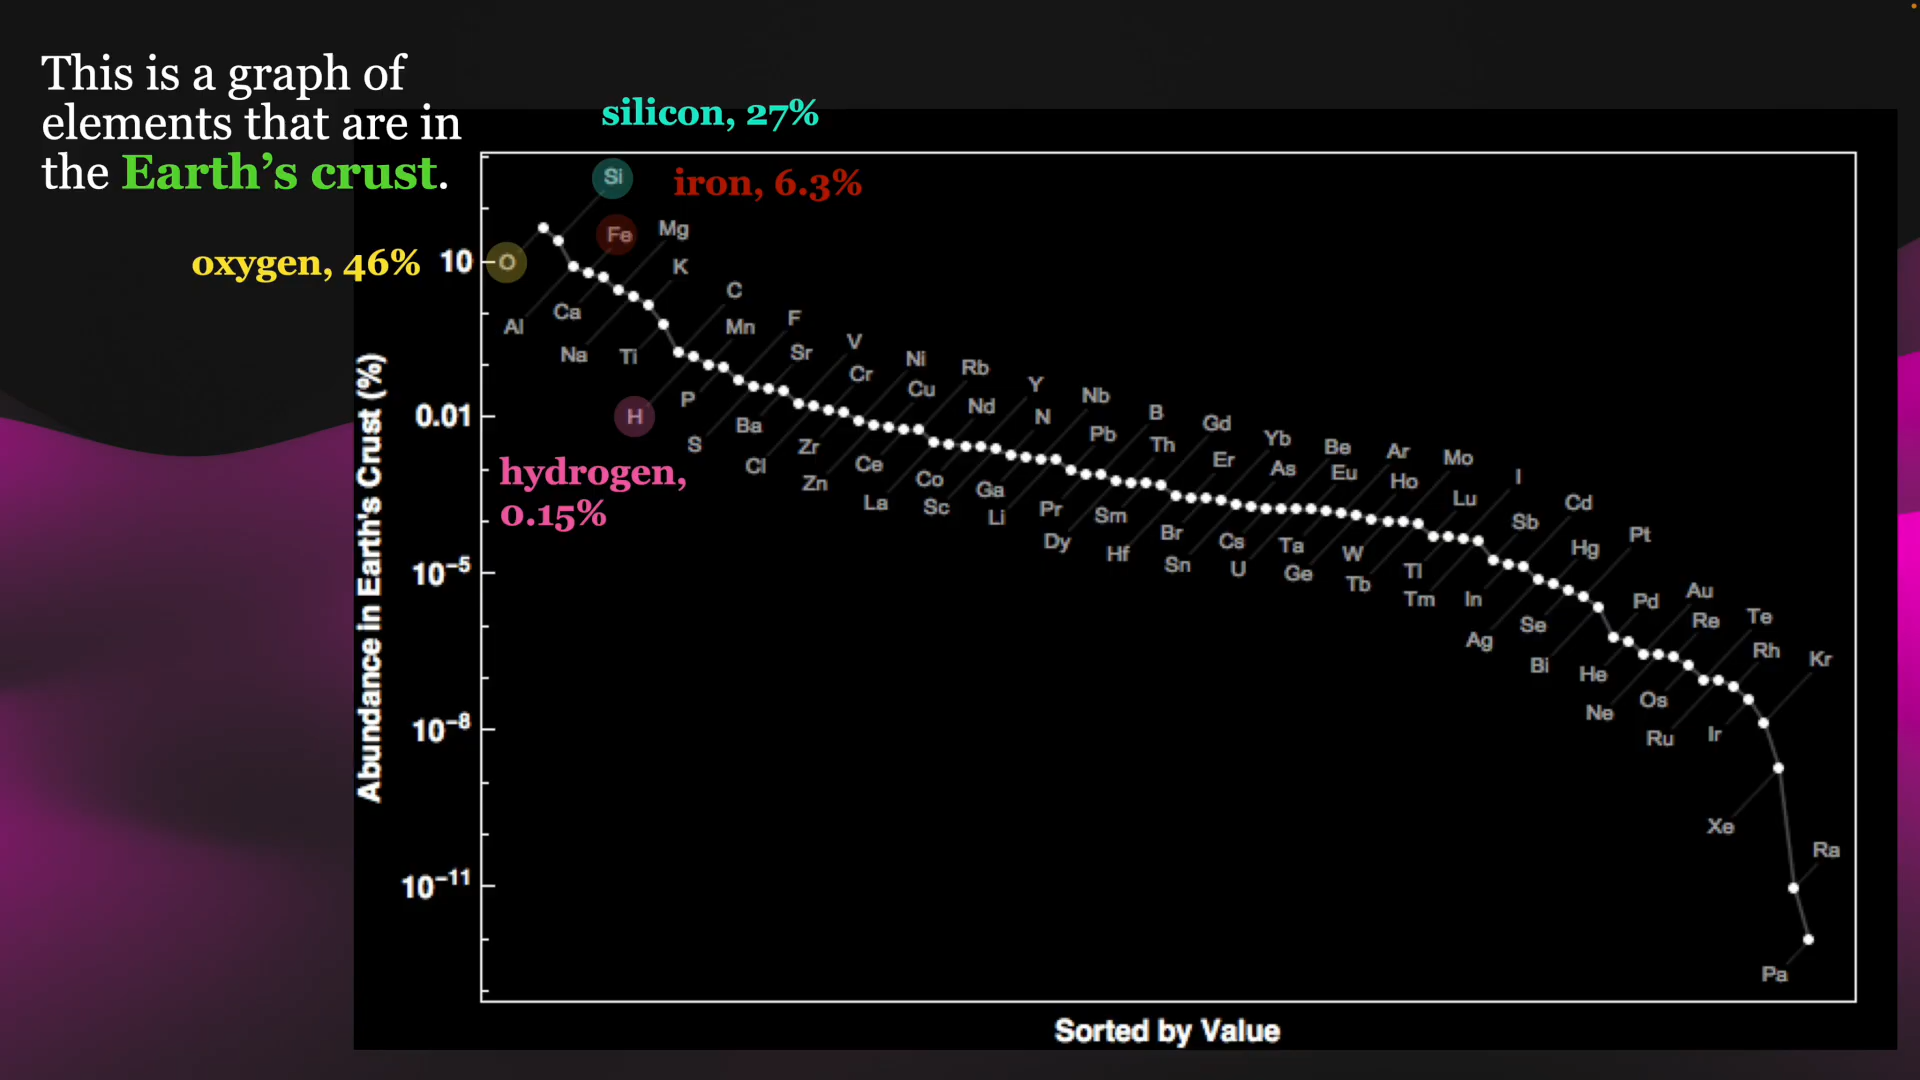 This is a graph of
elements that are in
the Earth's crust.
silicon, 27%
iron, 6.3%
oxygen, 46%
hydrogen,
0.15%
Abundance in Earth's Crust (%)
10
0.01
10⁻⁵
10⁻⁸
10⁻¹¹
Sorted by Value
O
Si
Al
Fe
Ca
Na
Mg
K
Ti
H
C
P
Mn
S
F
Ba
Sr
Cl
V
Zr
Cr
Zn
Ni
Ce
Cu
La
Rb
Co
Nd
Sc
Y
Ga
N
Li
Nb
Pr
Pb
Dy
B
Sm
Th
Hf
Gd
Br
Er
Sn
Yb
Cs
As
U
Be
Ta
Eu
Ge
Ar
W
Ho
Tb
Mo
Tl
Lu
Tm
I
In
Sb
Ag
Cd
Se
Hg
Bi
Pt
He
Pd
Ne
Au
Os
Re
Ru
Te
Ir
Rh
Kr
Xe
Ra
Pa